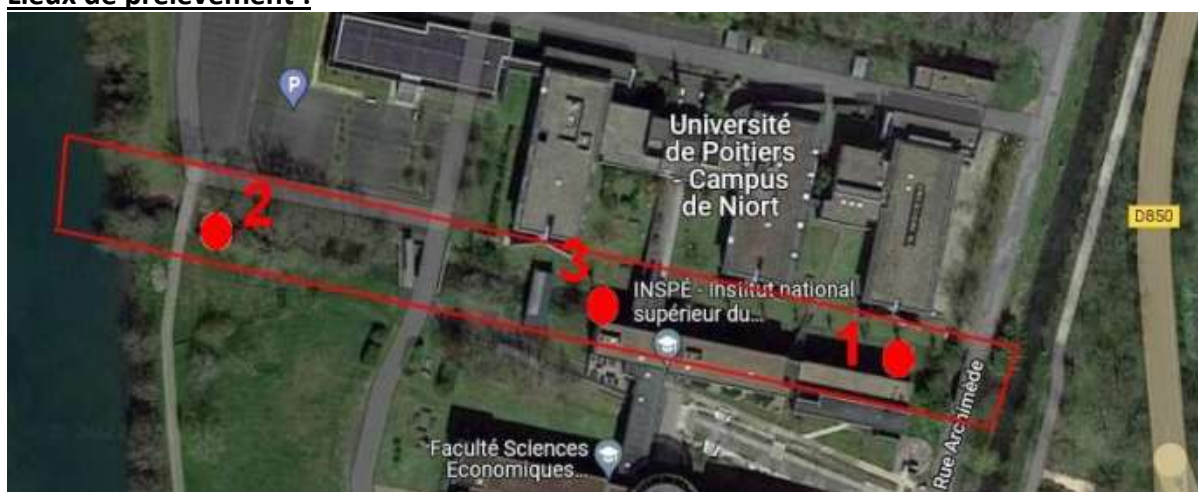 Lieux de prélèvement :
P
Université
de Poitiers
- Campus
de Niort
D850
2
3
INSPÉ - Institut national
supérieur du...
1
Rue Archimède
Faculté Sciences
Économiques...